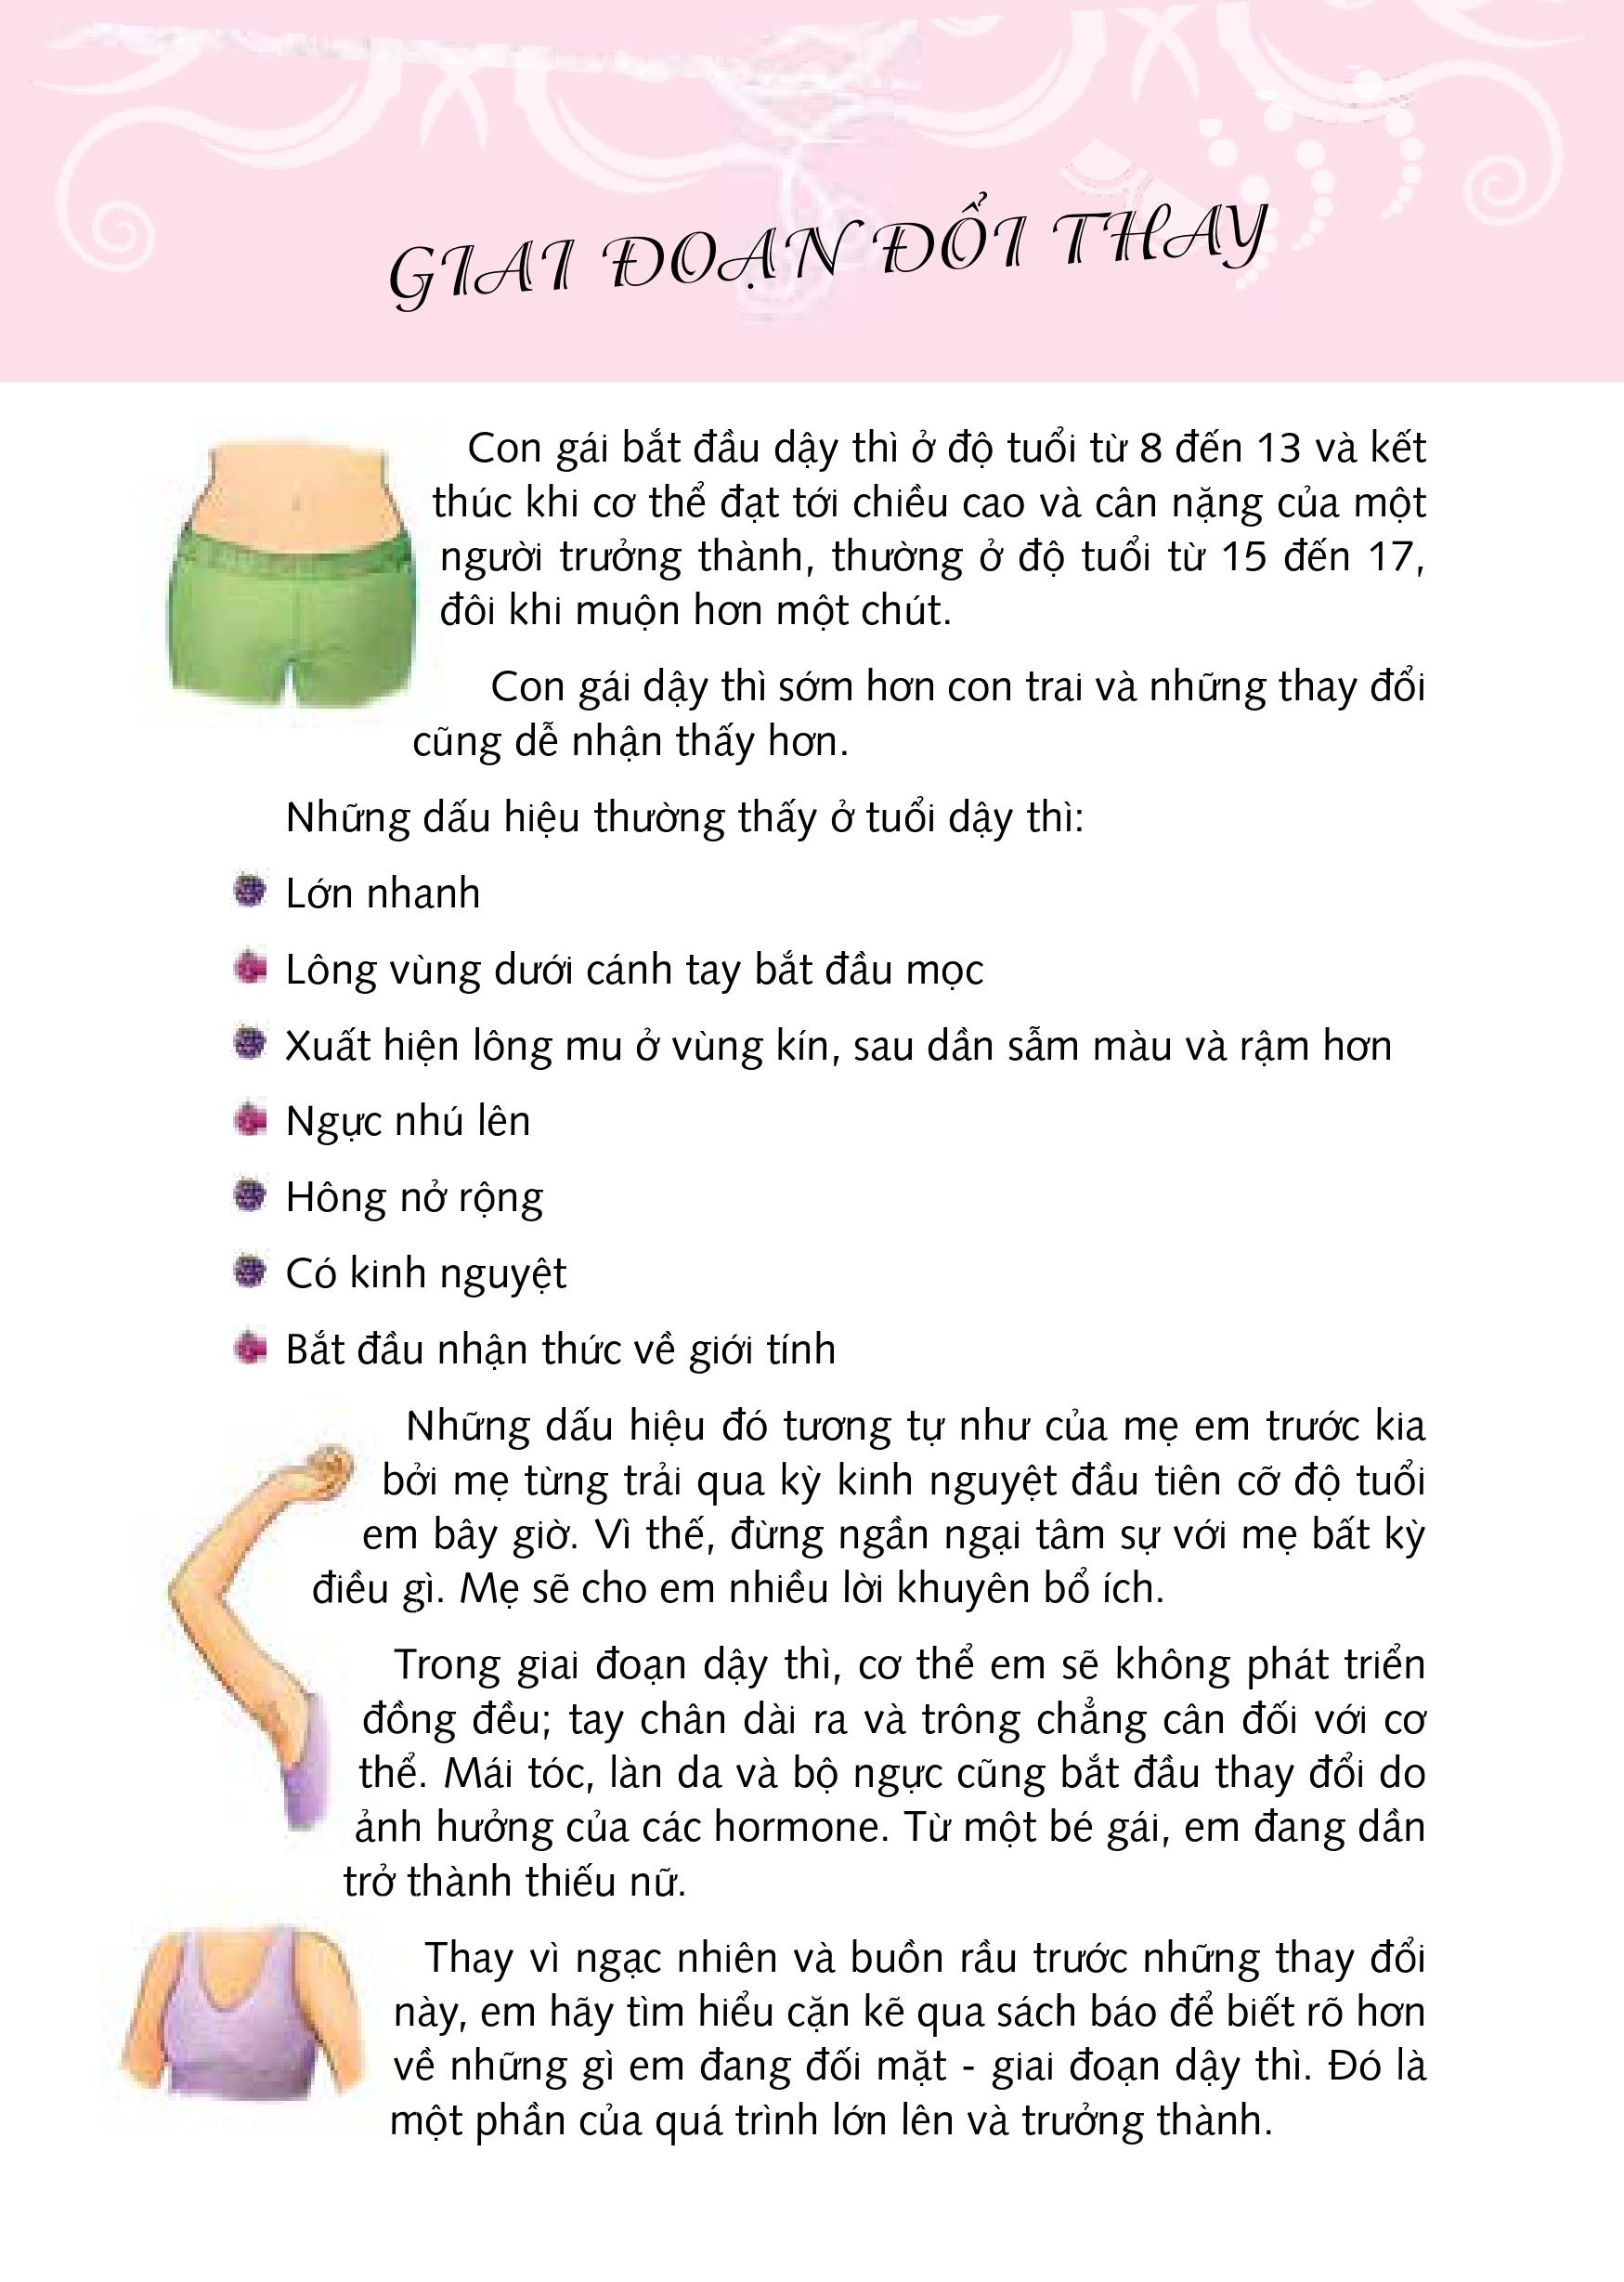 GIAI ĐOẠN ĐỔI THAY
Con gái bắt đầu dậy thì ở độ tuổi từ 8 đến 13 và kết
thúc khi cơ thể đạt tới chiều cao và cân nặng của một
người trưởng thành, thường ở độ tuổi từ 15 đến 17,
đôi khi muộn hơn một chút.
Con gái dậy thì sớm hơn con trai và những thay đổi
cũng dễ nhận thấy hơn.
Những dấu hiệu thường thấy ở tuổi dậy thì:
Lớn nhanh
Lông vùng dưới cánh tay bắt đầu mọc
Xuất hiện lông mu ở vùng kín, sau dần sẫm màu và rậm hơn
Ngực nhú lên
Hông nở rộng
Có kinh nguyệt
Bắt đầu nhận thức về giới tính
Những dấu hiệu đó tương tự như của mẹ em trước kia
bởi mẹ từng trải qua kỳ kinh nguyệt đầu tiên cỡ độ tuổi
em bây giờ. Vì thế, đừng ngần ngại tâm sự với mẹ bất kỳ
điều gì. Mẹ sẽ cho em nhiều lời khuyên bổ ích.
Trong giai đoạn dậy thì, cơ thể em sẽ không phát triển
đồng đều; tay chân dài ra và trông chẳng cân đối với cơ
thể. Mái tóc, làn da và bộ ngực cũng bắt đầu thay đổi do
ảnh hưởng của các hormone. Từ một bé gái, em đang dần
trở thành thiếu nữ.
Thay vì ngạc nhiên và buồn rầu trước những thay đổi
này, em hãy tìm hiểu cặn kẽ qua sách báo để biết rõ hơn
về những gì em đang đối mặt - giai đoạn dậy thì. Đó là
một phần của quá trình lớn lên và trưởng thành.